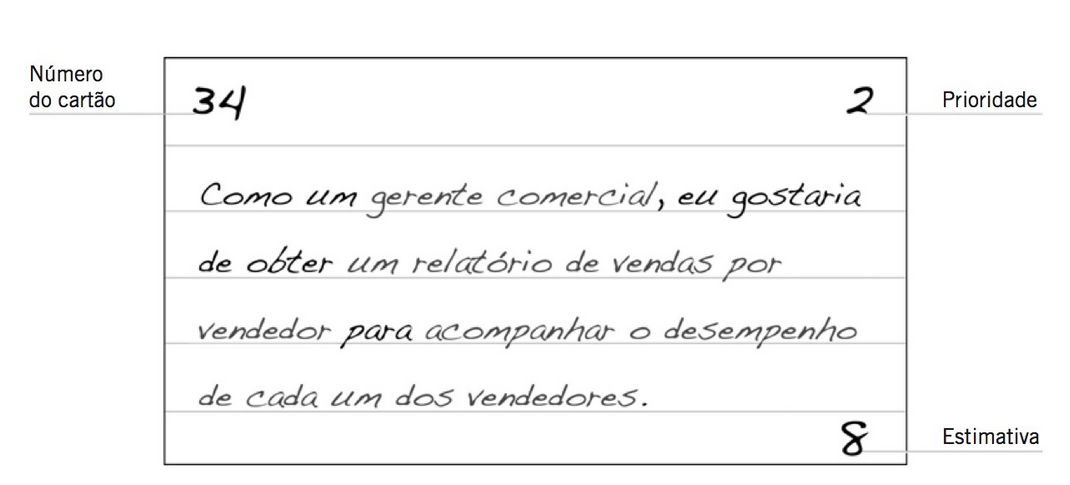 Número
do cartão
34
2
Prioridade
Como um gerente comercial, eu gostaria
de obter um relatório de vendas por
vendedor para acompanhar o desempenho
de cada um dos vendedores.
8
Estimativa